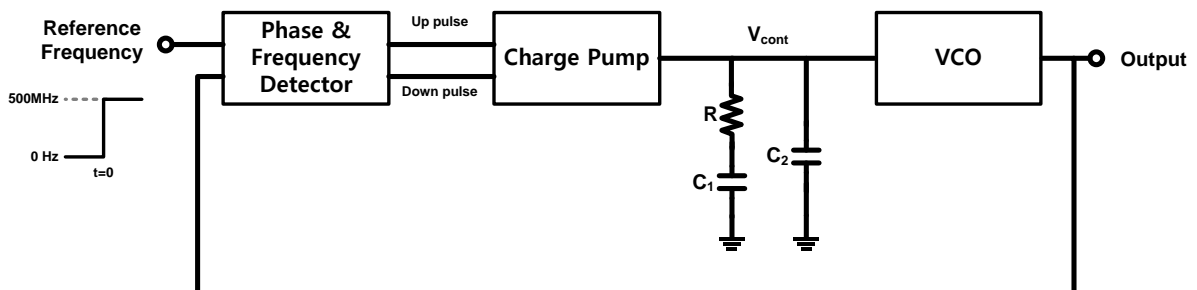 Reference
Frequency
500MHz
0 Hz
t=0
Phase &
Frequency
Detector
Up pulse
Down pulse
Charge Pump
Vcont
R
C1
C2
VCO
Output